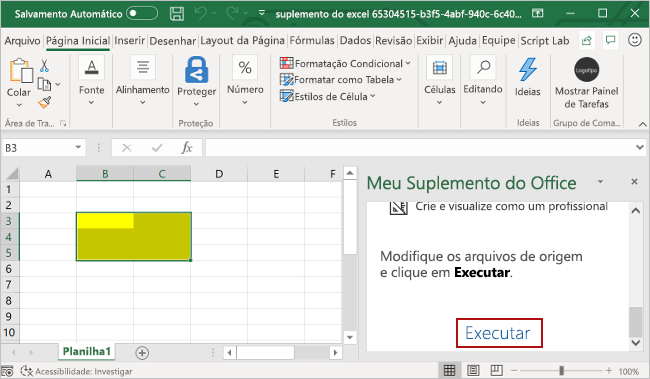 Salvamento Automático
suplemento do excel 65304515-b3f5-4abf-940c-6c40...
Arquivo Página Inicial Inserir Desenhar Layout da Página Fórmulas Dados Revisão Exibir Ajuda Equipe Script Lab
Colar
Fonte
Alinhamento
Proteger
Número
Formatação Condicional
Formatar como Tabela
Estilos de Célula
Células
Editando
Ideias
Logotipo
Mostrar Painel
de Tarefas
Área de Tra...
Proteção
Estilos
Ideias
Grupo de Coma...
B3
fx
A B C D E F
1
2
3
4
5
6
7
8
9
10
Meu Suplemento do Office
Crie e visualize como um profissional
Modifique os arquivos de origem
e clique em Executar.
Executar
Planilha1
Acessibilidade: Investigar
100%